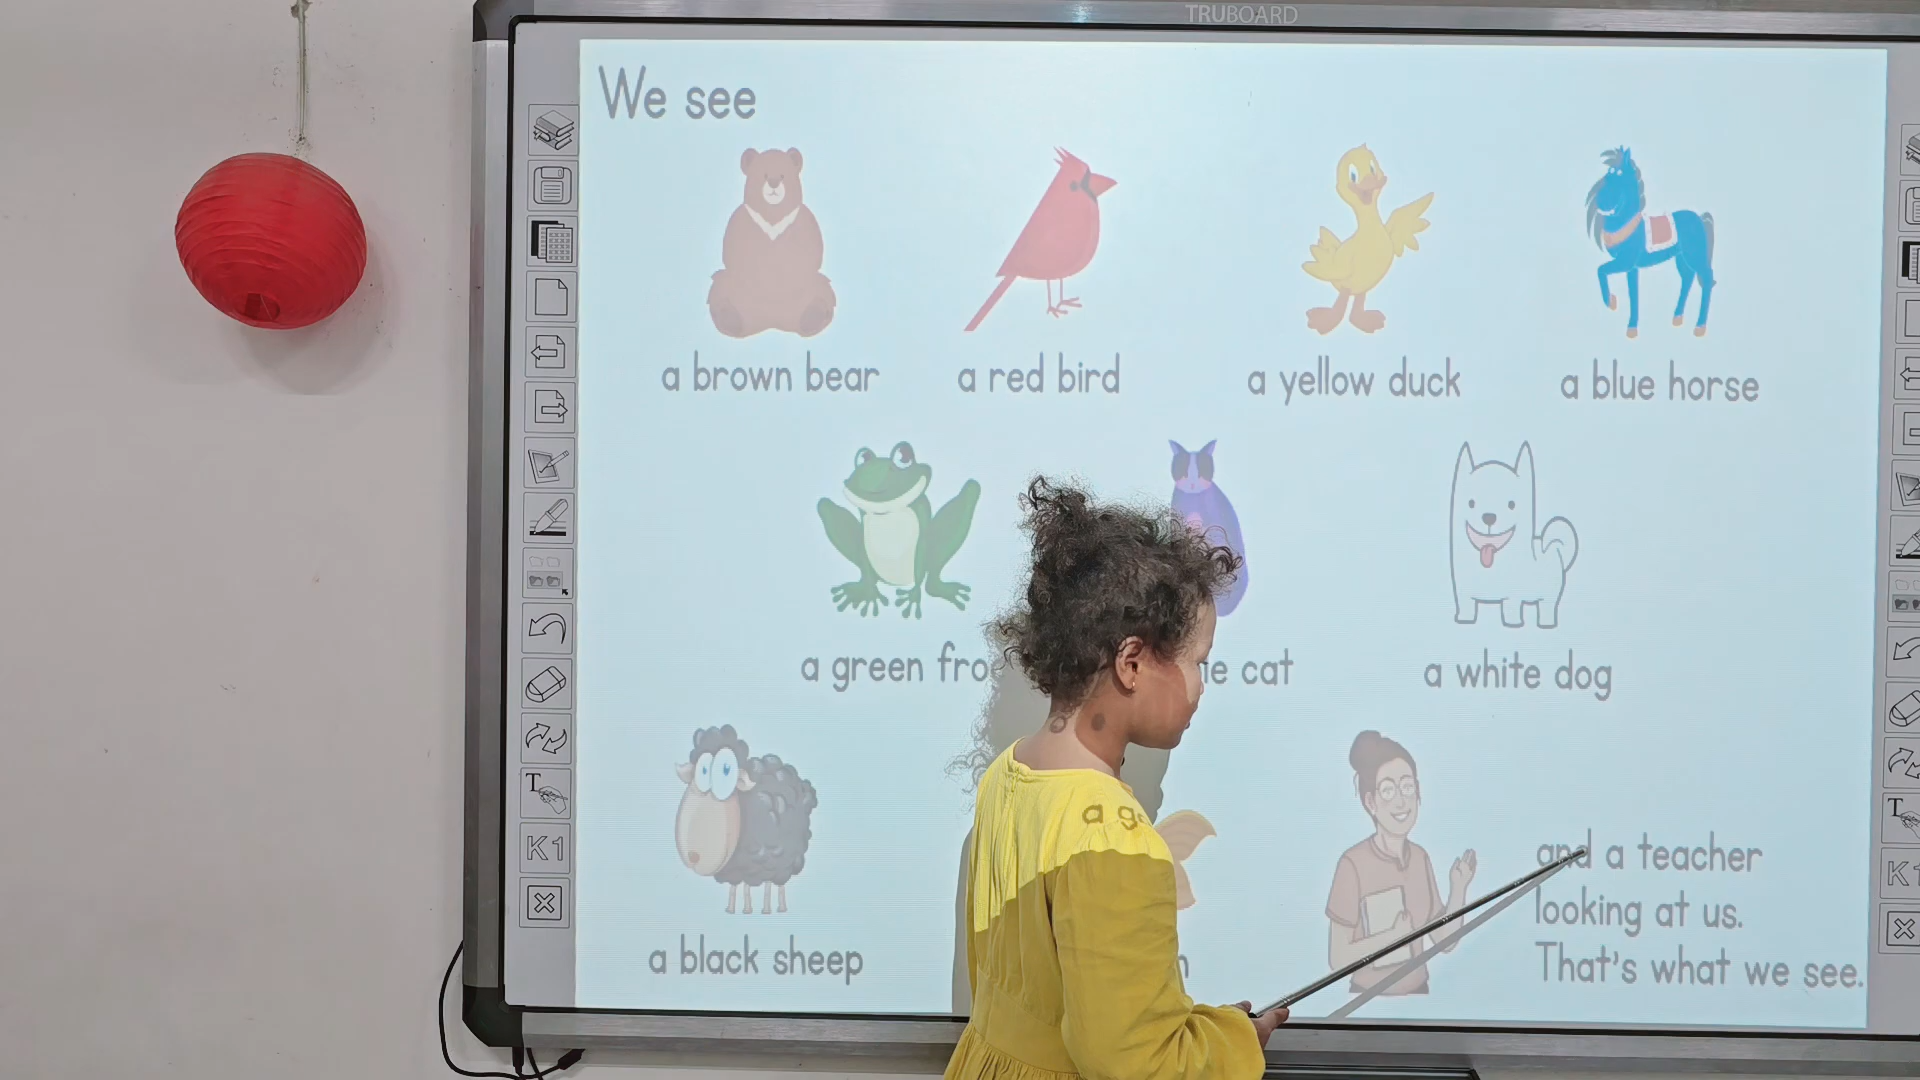 TRUBOARD
We see
a brown bear
a red bird
a yellow duck
a blue horse
a green
cat
a white dog
a black sheep
a
and a teacher
looking at us.
That's what we see.
T
K1
T